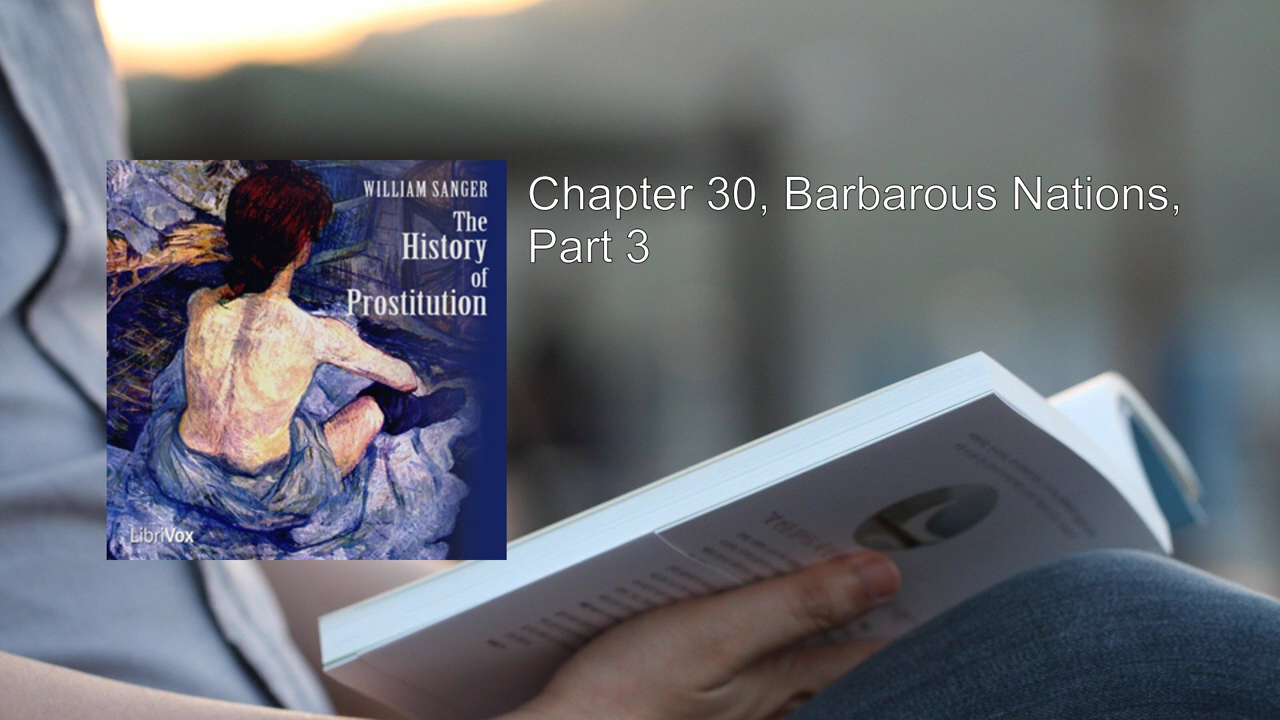 WILLIAM SANGER
The
History
of
Prostitution
LibriVox
Chapter 30, Barbarous Nations,
Part 3